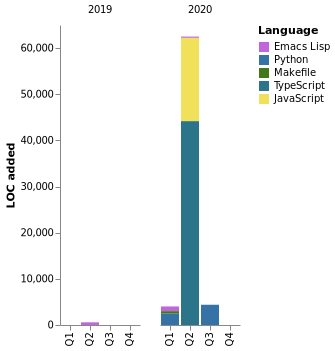 2019 2020
Language
Emacs Lisp
Python
Makefile
TypeScript
JavaScript
LOC added
60,000
50,000
40,000
30,000
20,000
10,000
0
Q1 Q2 Q3 Q4 Q1 Q2 Q3 Q4